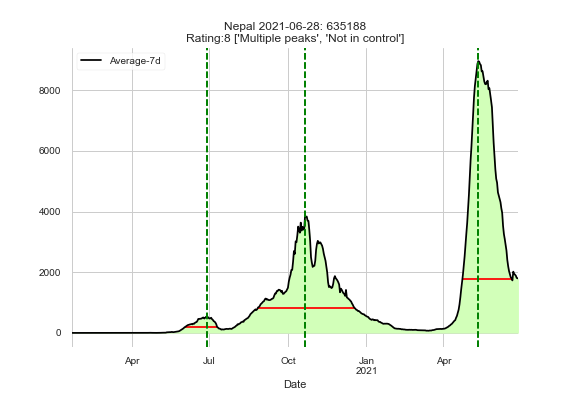 Nepal 2021-06-28: 635188
Rating:8 ['Multiple peaks', 'Not in control']
Average-7d
8000
6000
4000
2000
0
Apr
Jul
Oct
Jan
2021
Apr
Date